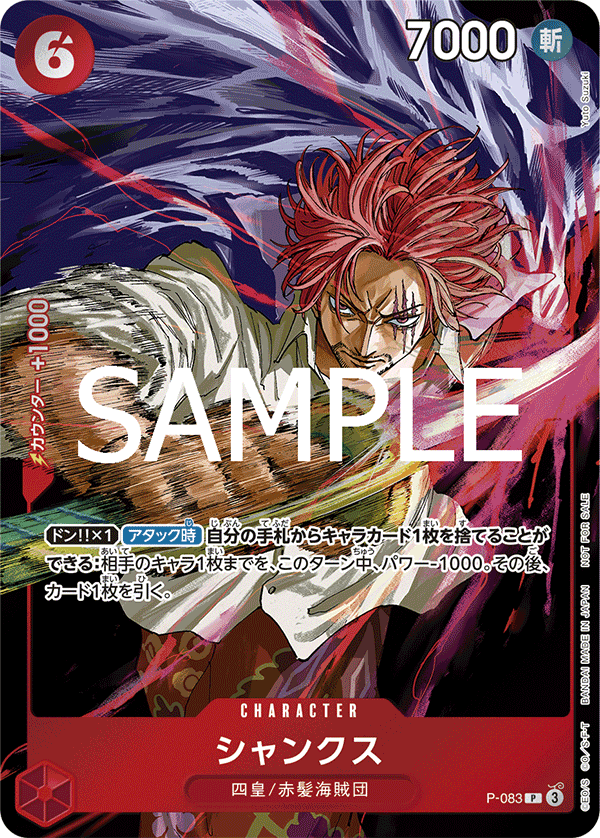 6
7000
斬
Yuto Suzuki
カウンター +1000
SAMPLE
ドン!!×1 アタック時 自分の手札からキャラカード1枚を捨てることが
できる:相手のキャラ1枚までを、このターン中、パワー-1000。その後、
カード1枚を引く。
©E.O/S. ©O./S・F・T BANDAI MADE IN JAPAN NOT FOR SALE
CHARACTER
シャンクス
四皇/赤髪海賊団
P-083 P 3